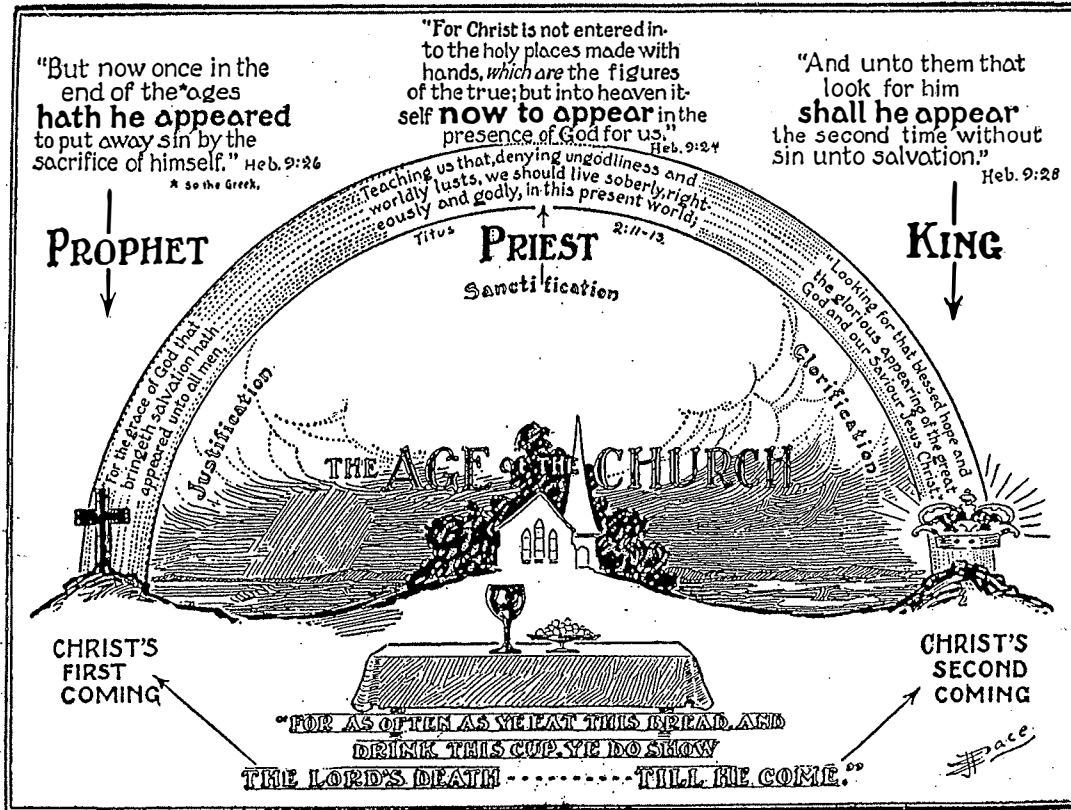 "But now once in the
end of the*ages
hath he appeared
to put away sin by the
sacrifice of himself." Heb. 9:26
* so the Greek.
"For Christ is not entered in-
to the holy places made with
hands, which are the figures
of the true; but into heaven it-
self now to appear in the
presence of God for us."
Heb. 9:24
"And unto them that
look for him
shall he appear
the second time without
sin unto salvation."
Heb. 9:28
PROPHET
PRIEST
KING
"For the grace of God that
bringeth salvation hath
appeared unto all men,
Teaching us that, denying ungodliness and
worldly lusts, we should live soberly, right-
eously and godly, in this present world;
Titus 2:11-13.
"Looking for that blessed hope and
the glorious appearing of the great
God and our Saviour Jesus Christ."
Justification
Sanctification
Glorification
THE AGE OF THE CHURCH
CHRIST'S
FIRST
COMING
CHRIST'S
SECOND
COMING
"FOR AS OFTEN AS YE EAT THIS BREAD, AND
DRINK THIS CUP, YE DO SHOW
THE LORD'S DEATH - - - - - - - - TILL HE COME."
Pace.